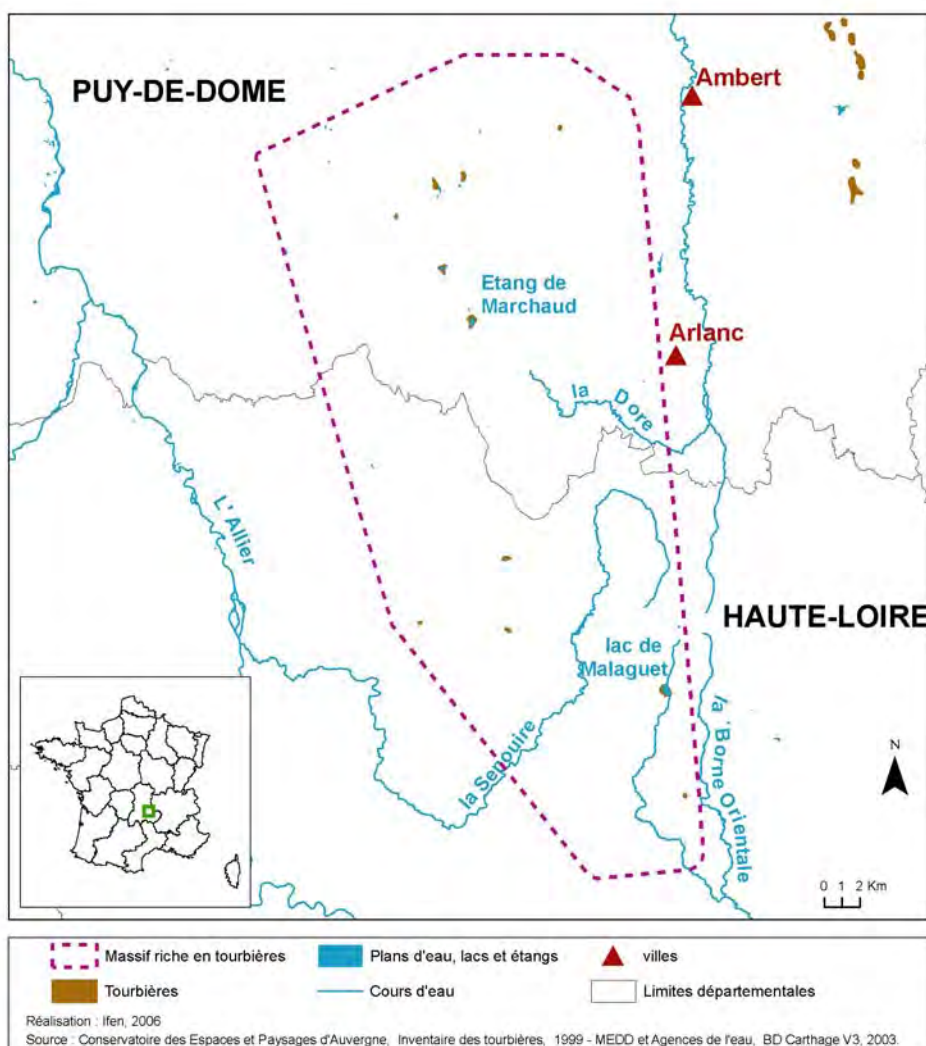 PUY-DE-DOME
Ambert
Etang de
Marchaud
Arlanc
la Dore
L'Allier
HAUTE-LOIRE
lac de
Malaguet
la Senouire
la Borne Orientale
N
0 1 2 Km
Massif riche en tourbières
Plans d'eau, lacs et étangs
villes
Tourbières
Cours d'eau
Limites départementales
Réalisation : Ifen, 2006
Source : Conservatoire des Espaces et Paysages d'Auvergne, Inventaire des tourbières, 1999 - MEDD et Agences de l'eau, BD Carthage V3, 2003.